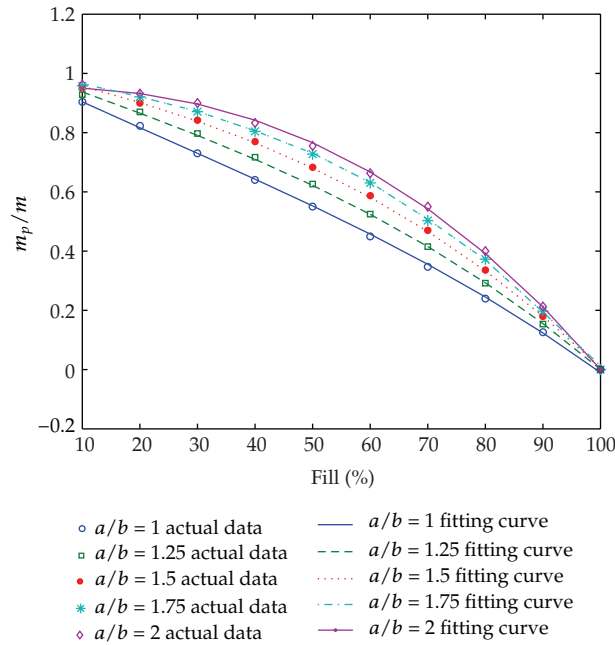 1.2
1
0.8
0.6
0.4
0.2
0
−0.2
m_p/m
10 20 30 40 50 60 70 80 90 100
Fill (%)
a/b = 1 actual data
a/b = 1.25 actual data
a/b = 1.5 actual data
a/b = 1.75 actual data
a/b = 2 actual data
a/b = 1 fitting curve
a/b = 1.25 fitting curve
a/b = 1.5 fitting curve
a/b = 1.75 fitting curve
a/b = 2 fitting curve